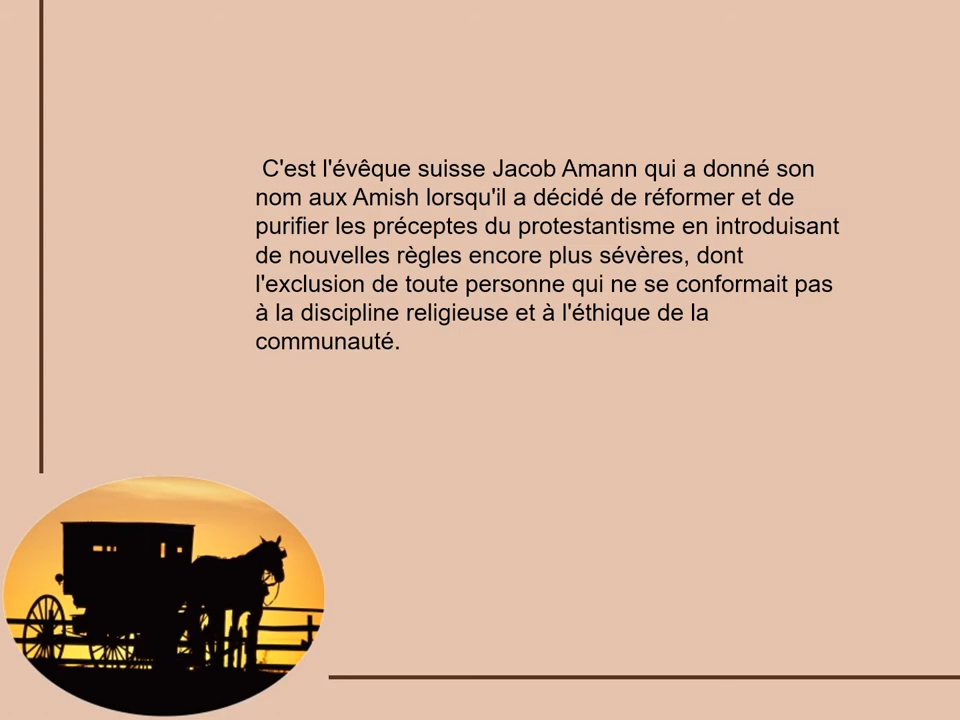 C'est l'évêque suisse Jacob Amann qui a donné son
nom aux Amish lorsqu'il a décidé de réformer et de
purifier les préceptes du protestantisme en introduisant
de nouvelles règles encore plus sévères, dont
l'exclusion de toute personne qui ne se conformait pas
à la discipline religieuse et à l'éthique de la
communauté.